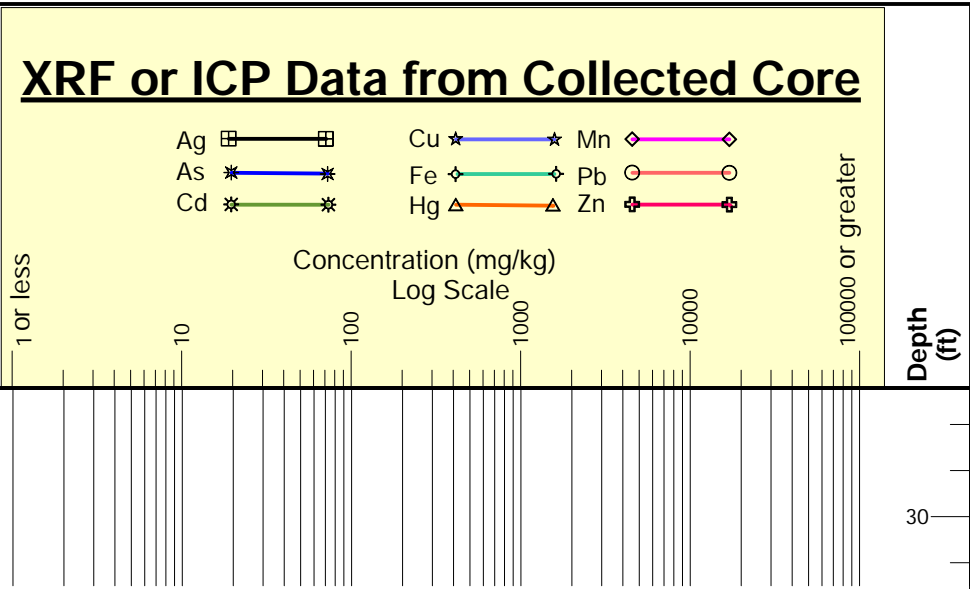 XRF or ICP Data from Collected Core
Ag Cu Mn
As Fe Pb
Cd Hg Zn
Concentration (mg/kg)
Log Scale
1 or less
10
100
1000
10000
100000 or greater
Depth
(ft)
30